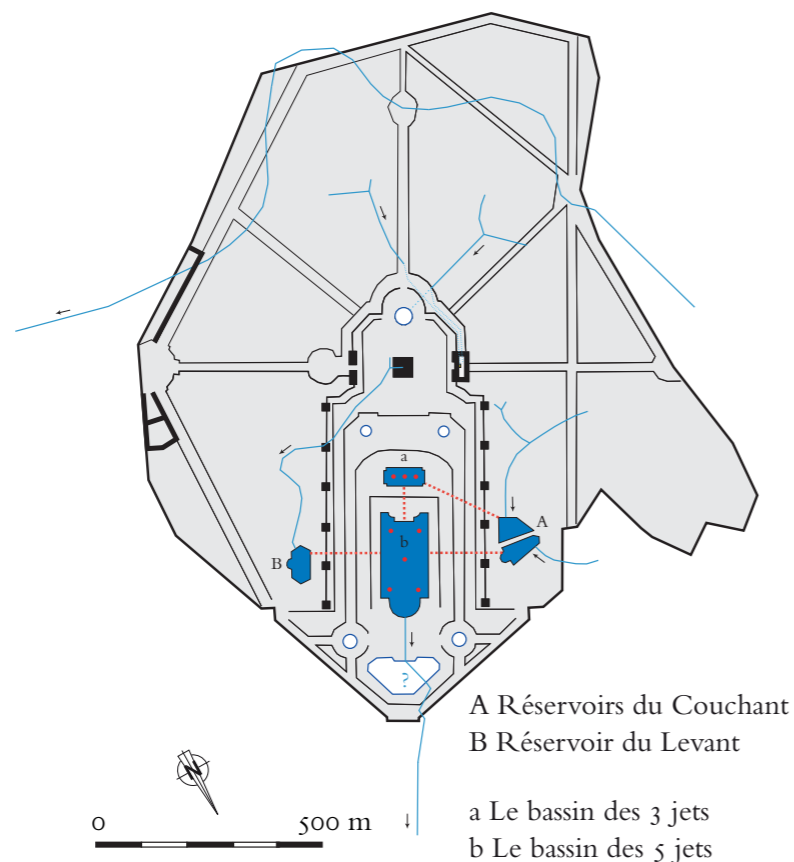 a
A
b
B
?
A Réservoirs du Couchant
B Réservoir du Levant
N
0 500 m
a Le bassin des 3 jets
b Le bassin des 5 jets